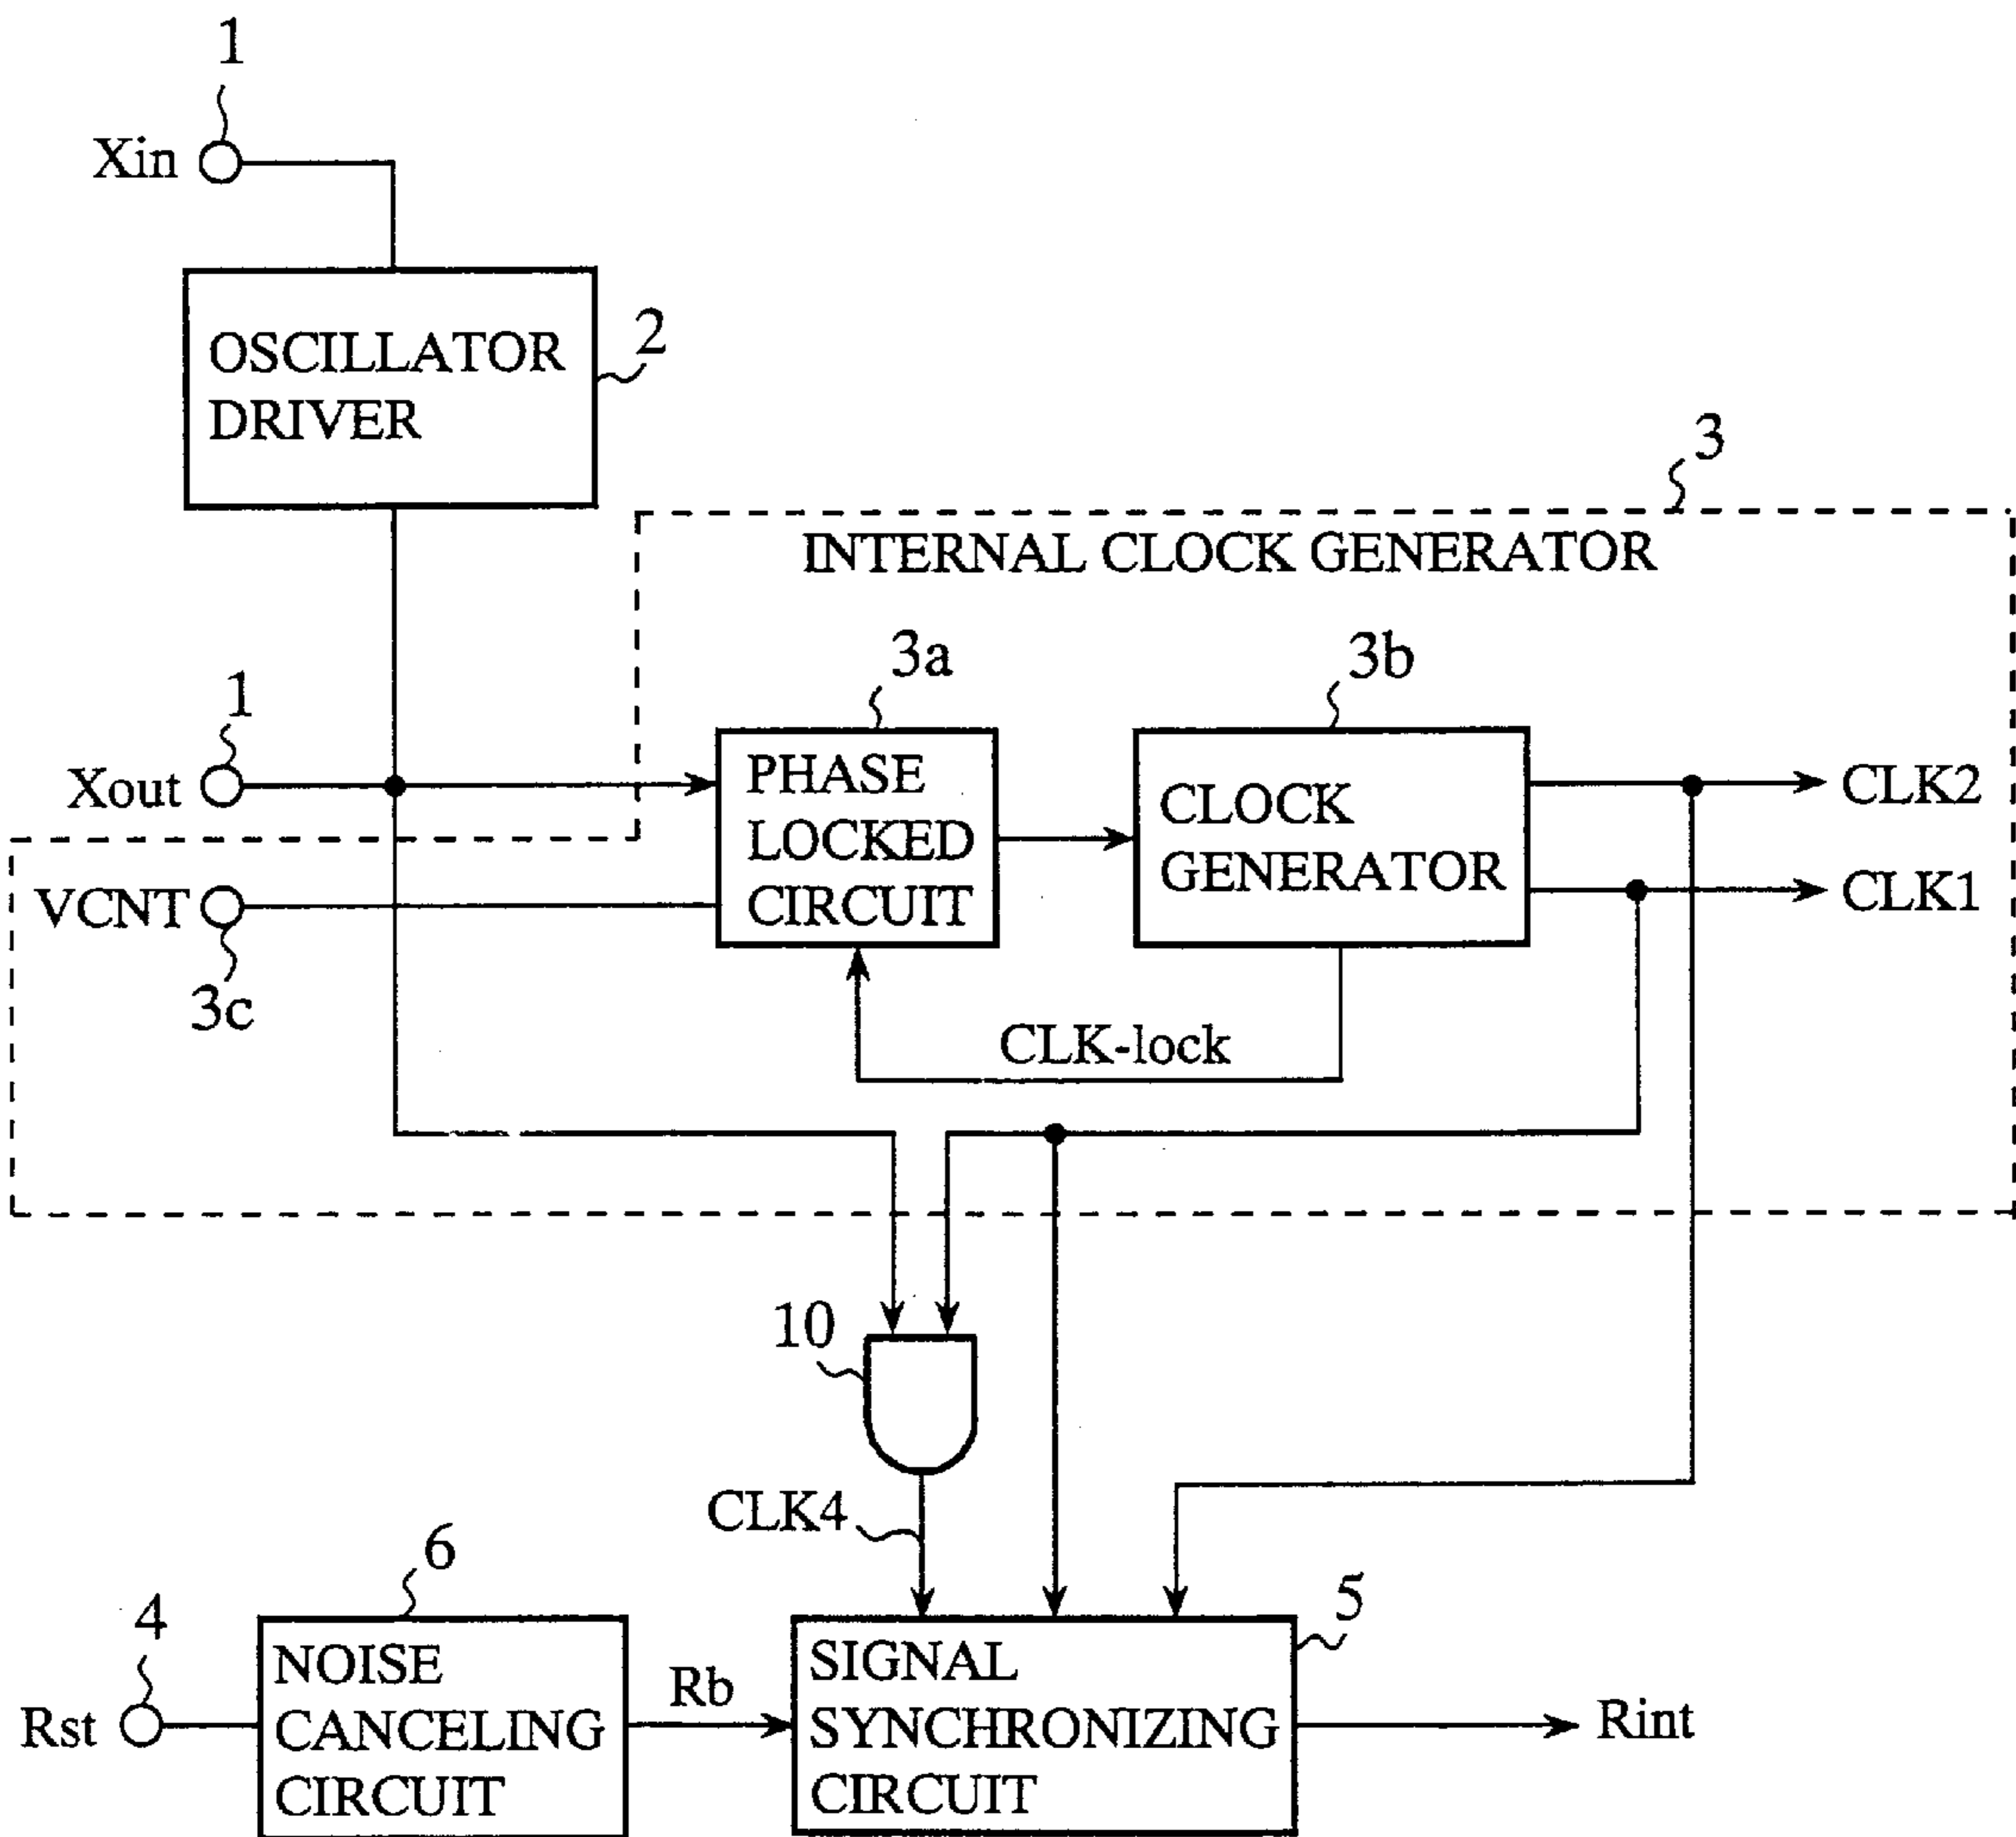 1
Xin
OSCILLATOR
DRIVER
2
3
INTERNAL CLOCK GENERATOR
3a
3b
1
Xout
PHASE
LOCKED
CIRCUIT
CLOCK
GENERATOR
CLK2
CLK1
VCNT
3c
CLK-lock
10
CLK4
6
4
5
Rst
NOISE
CANCELING
CIRCUIT
Rb
SIGNAL
SYNCHRONIZING
CIRCUIT
Rint